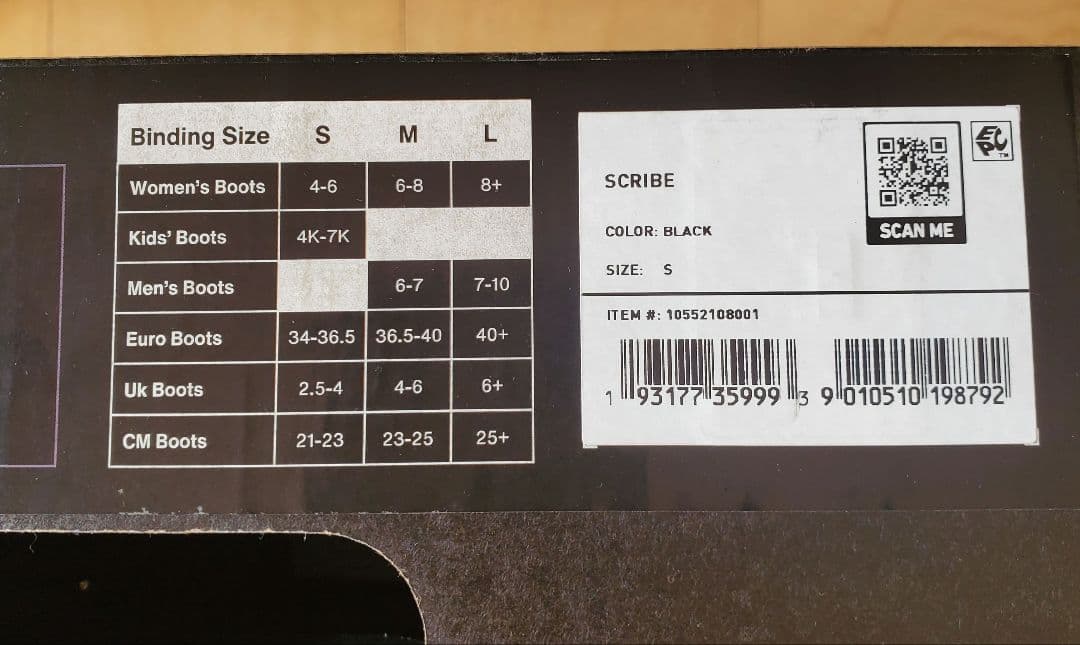 Binding Size S M L
Women's Boots 4-6 6-8 8+
Kids' Boots 4K-7K
Men's Boots 6-7 7-10
Euro Boots 34-36.5 36.5-40 40+
Uk Boots 2.5-4 4-6 6+
CM Boots 21-23 23-25 25+
SCRIBE
COLOR: BLACK
SIZE: S
SCAN ME
ITEM #: 10552108001
1 93177 35999 3 9 010510 198792